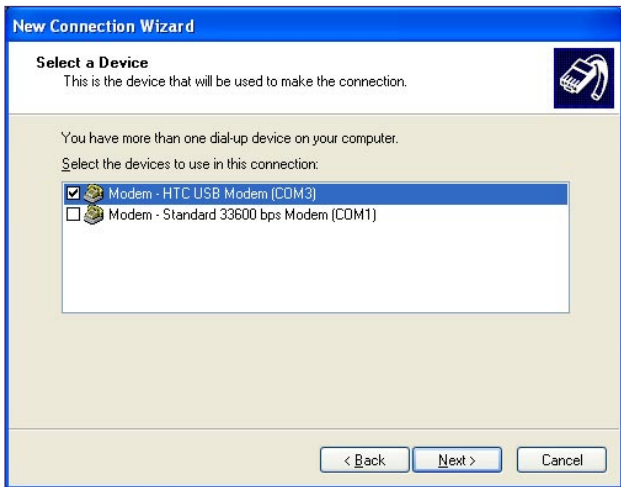 New Connection Wizard
Select a Device
This is the device that will be used to make the connection.
You have more than one dial-up device on your computer.
Select the devices to use in this connection:
Modem - HTC USB Modem (COM3)
Modem - Standard 33600 bps Modem (COM1)
< Back Next > Cancel